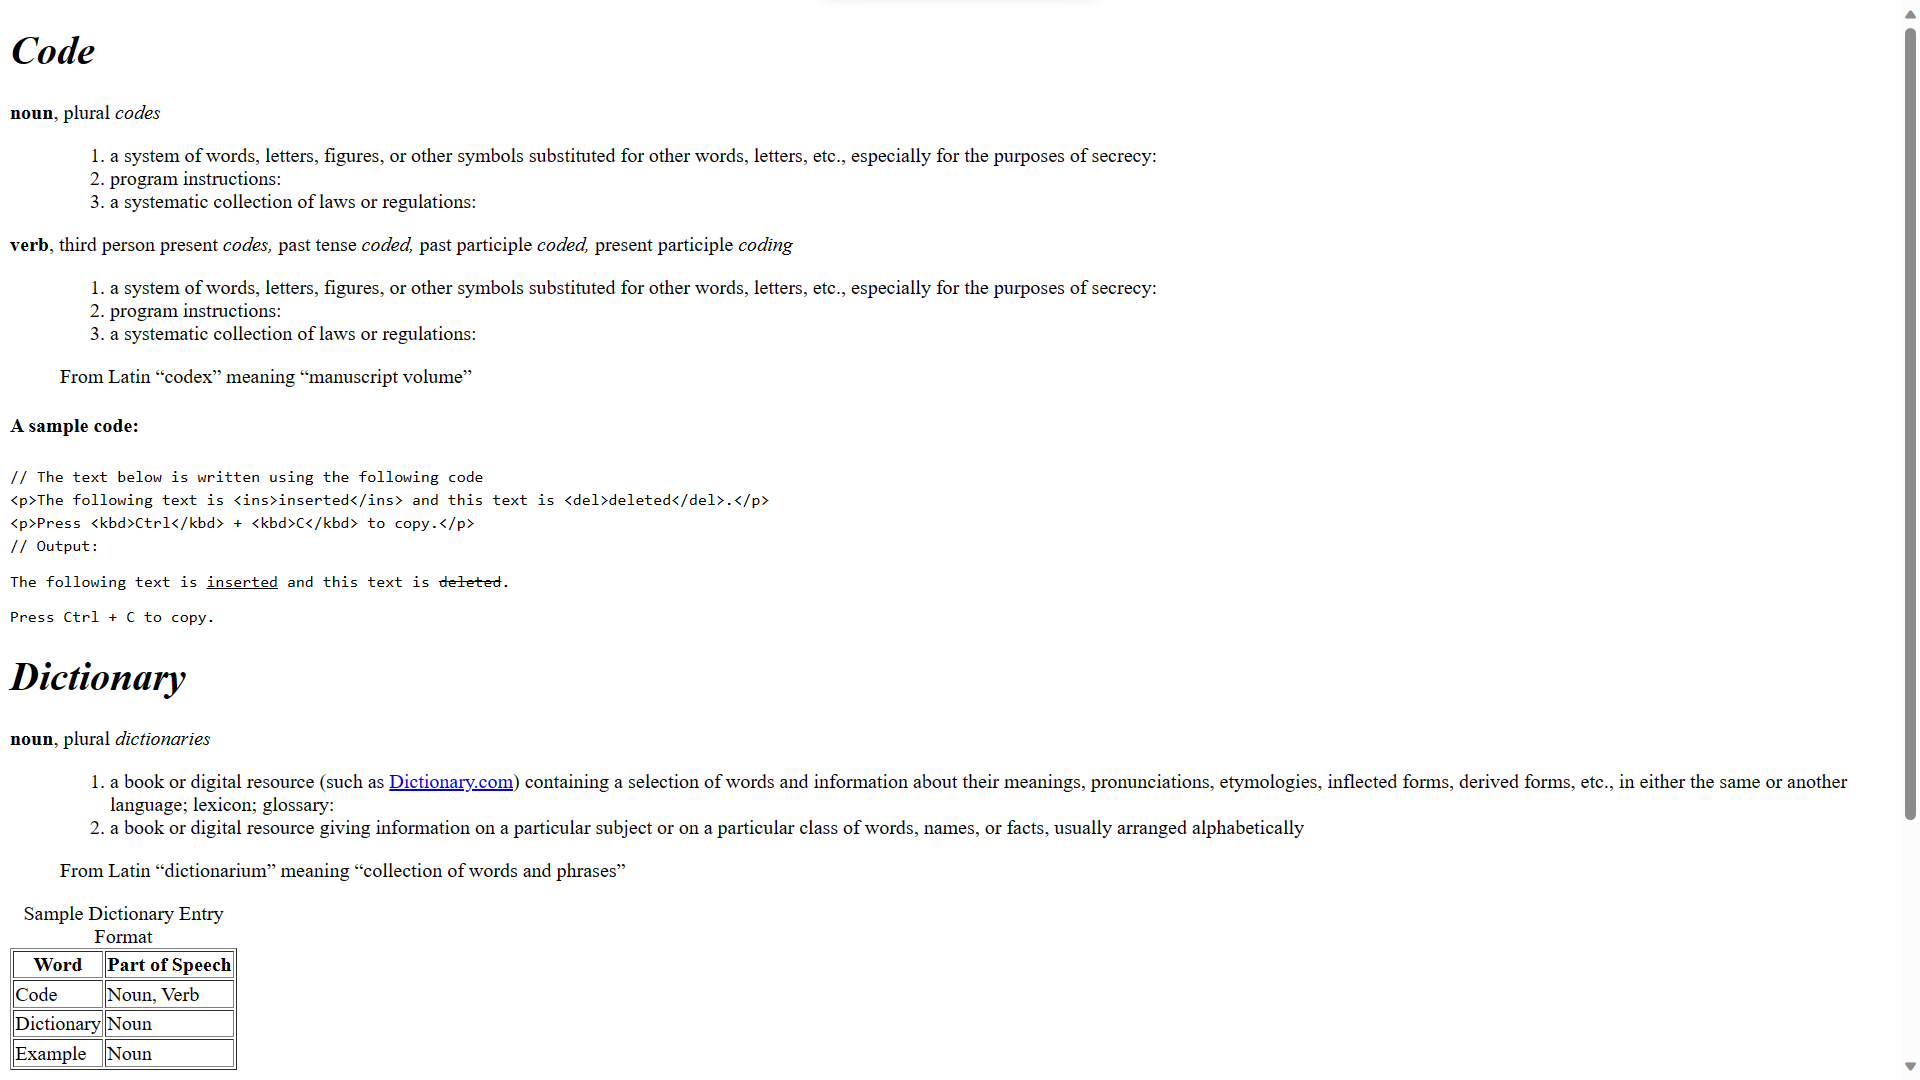 Code
noun, plural codes
1. a system of words, letters, figures, or other symbols substituted for other words, letters, etc., especially for the purposes of secrecy:
2. program instructions:
3. a systematic collection of laws or regulations:
verb, third person present codes, past tense coded, past participle coded, present participle coding
1. a system of words, letters, figures, or other symbols substituted for other words, letters, etc., especially for the purposes of secrecy:
2. program instructions:
3. a systematic collection of laws or regulations:
From Latin “codex” meaning “manuscript volume”
A sample code:
// The text below is written using the following code
<p>The following text is <ins>inserted</ins> and this text is <del>deleted</del>.</p>
<p>Press <kbd>Ctrl</kbd> + <kbd>C</kbd> to copy.</p>
// Output:
The following text is inserted and this text is deleted.
Press Ctrl + C to copy.
Dictionary
noun, plural dictionaries
1. a book or digital resource (such as Dictionary.com) containing a selection of words and information about their meanings, pronunciations, etymologies, inflected forms, derived forms, etc., in either the same or another
language; lexicon; glossary:
2. a book or digital resource giving information on a particular subject or on a particular class of words, names, or facts, usually arranged alphabetically
From Latin “dictionarium” meaning “collection of words and phrases”
Sample Dictionary Entry
Format
Word Part of Speech
Code Noun, Verb
Dictionary Noun
Example Noun